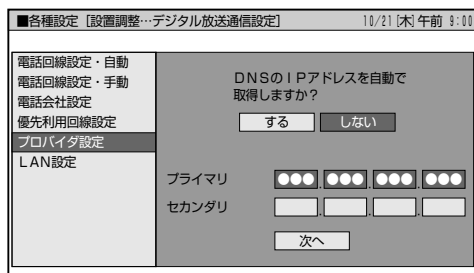 ■各種設定［設置調整…デジタル放送通信設定］ 10/21[木]午前 9:00
電話回線設定・自動
電話回線設定・手動
電話会社設定
優先利用回線設定
プロバイダ設定
ＬＡＮ設定
ＤＮＳのＩＰアドレスを自動で
取得しますか？
する しない
プライマリ ●●●.●●●.●●●.●●●
セカンダリ . . .
次へ